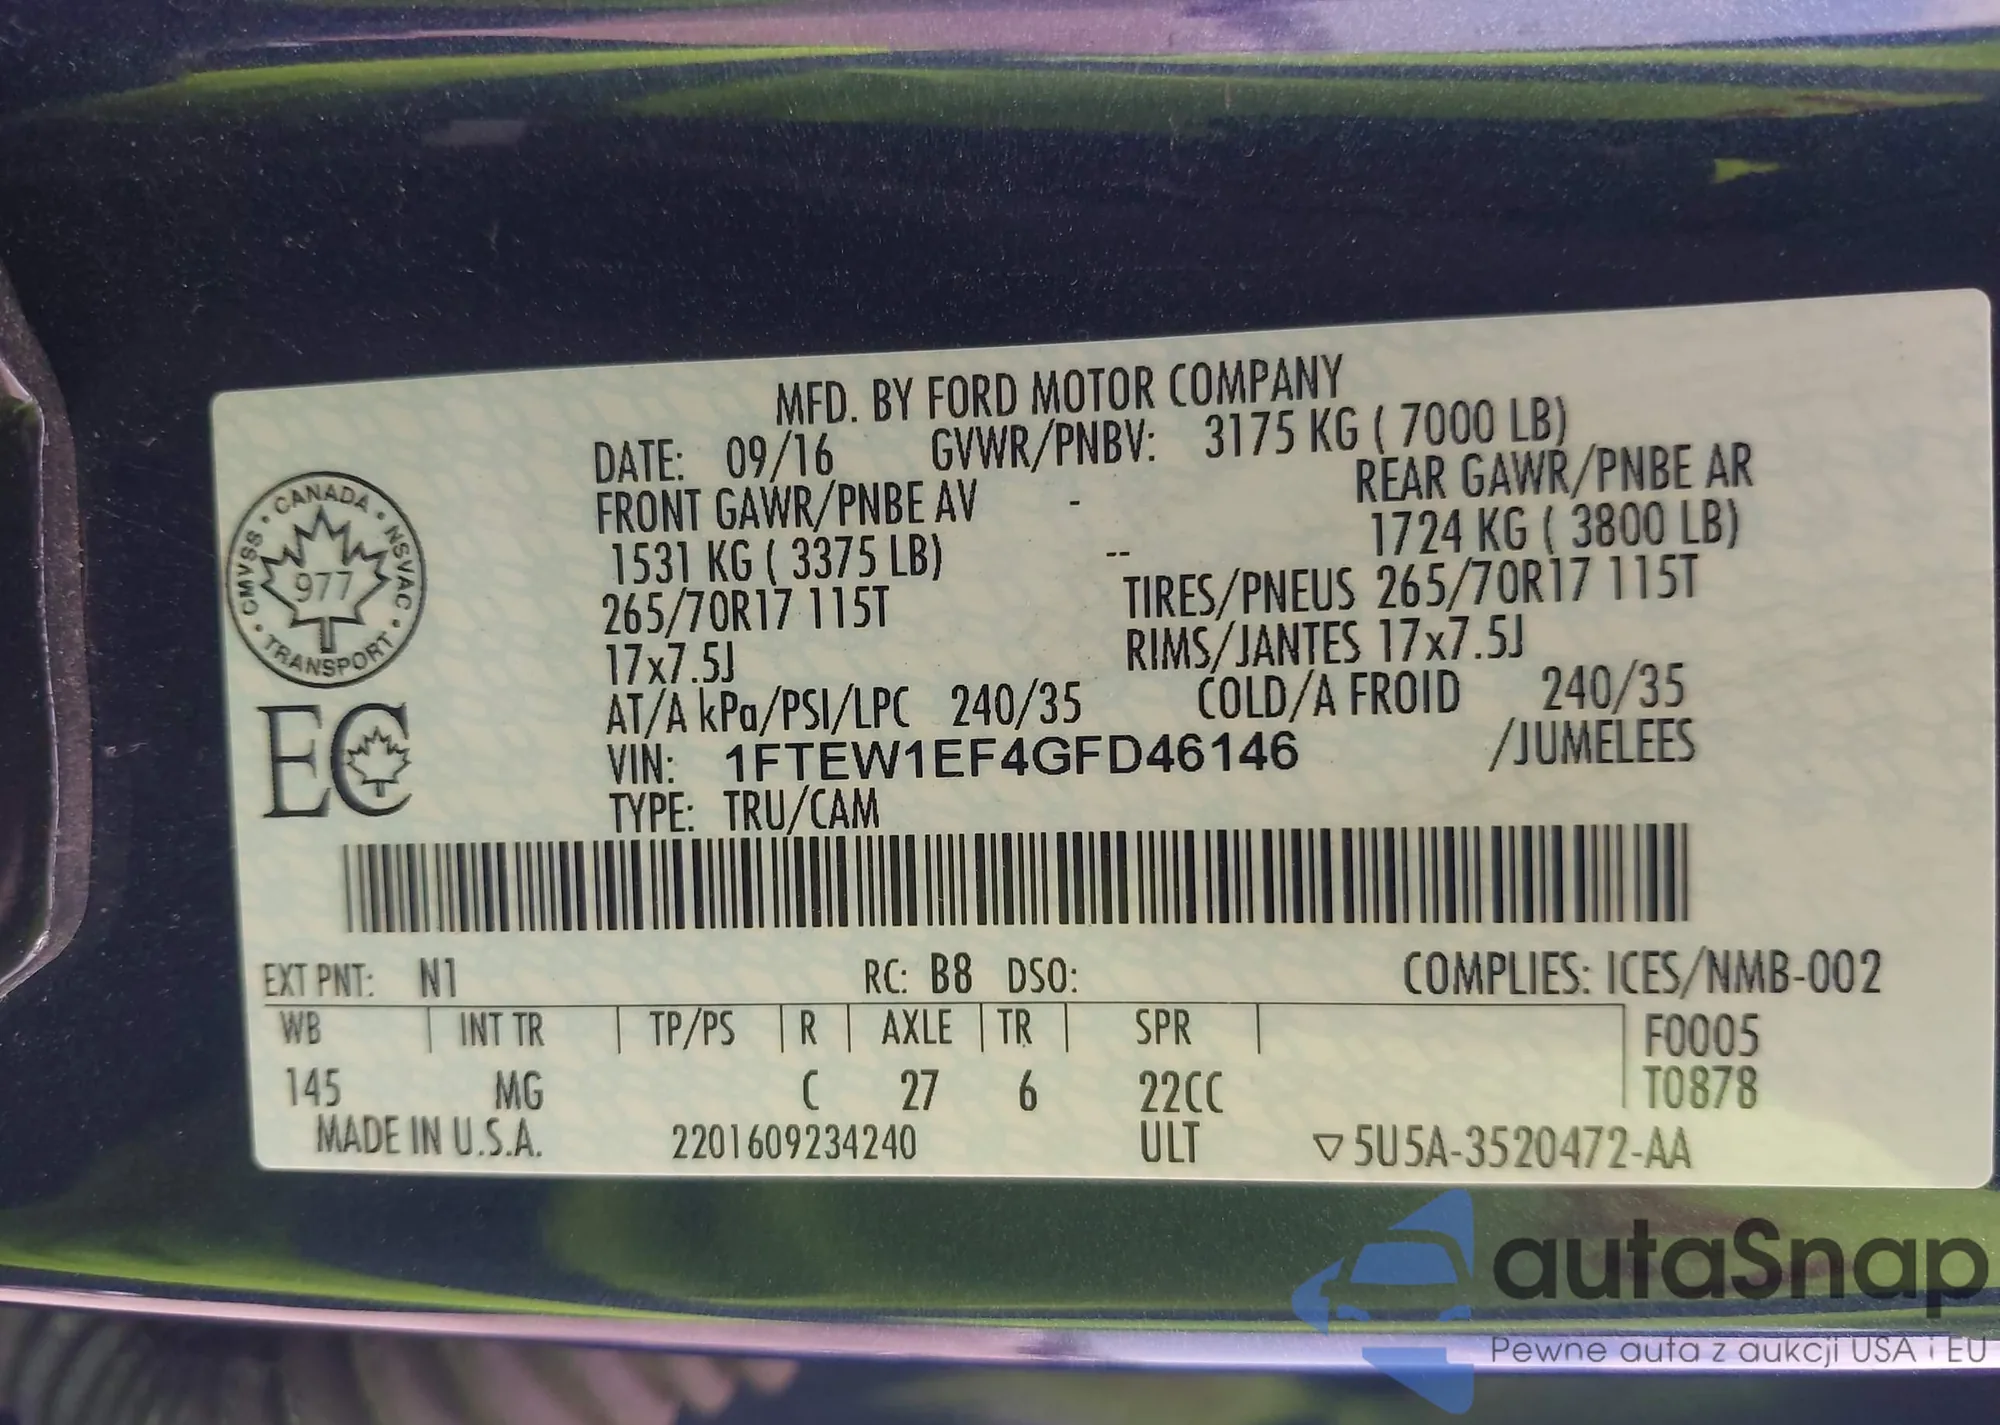 MFD. BY FORD MOTOR COMPANY
DATE: 09/16 GVWR/PNBV: 3175 KG ( 7000 LB)
FRONT GAWR/PNBE AV - REAR GAWR/PNBE AR
1531 KG ( 3375 LB) -- 1724 KG ( 3800 LB)
265/70R17 115T TIRES/PNEUS 265/70R17 115T
17x7.5J RIMS/JANTES 17x7.5J
AT/A kPa/PSI/LPC 240/35 COLD/A FROID 240/35
VIN: 1FTEW1EF4GFD46146 /JUMELEES
TYPE: TRU/CAM
CMVSS • CANADA • NSVAC • TRANSPORT •
977
EC
EXT PNT: N1 RC: B8 DSO: COMPLIES: ICES/NMB-002
WB | INT TR | TP/PS | R | AXLE | TR | SPR | F0005
145 MG C 27 6 22CC T0878
MADE IN U.S.A. 2201609234240 ULT ▽5U5A-3520472-AA
autaSnap
Pewne auta z aukcji USA i EU